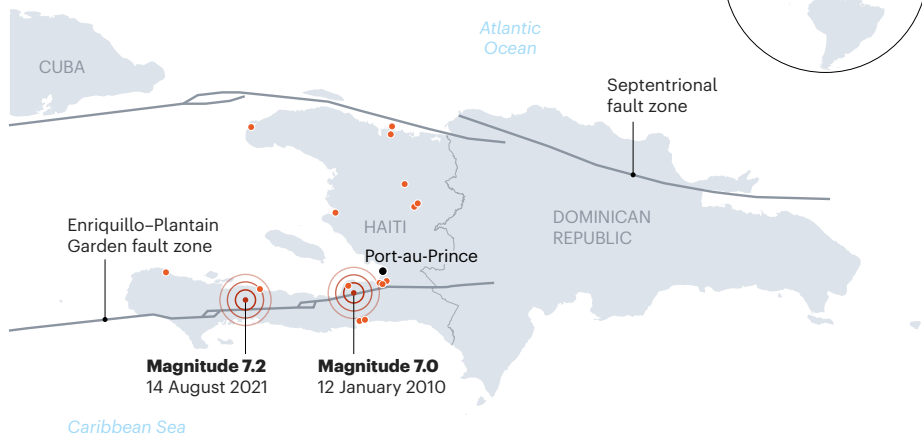 Atlantic
Ocean
CUBA
Septentrional
fault zone
Enriquillo–Plantain
Garden fault zone
HAITI
DOMINICAN
REPUBLIC
Port-au-Prince
Magnitude 7.2
14 August 2021
Magnitude 7.0
12 January 2010
Caribbean Sea